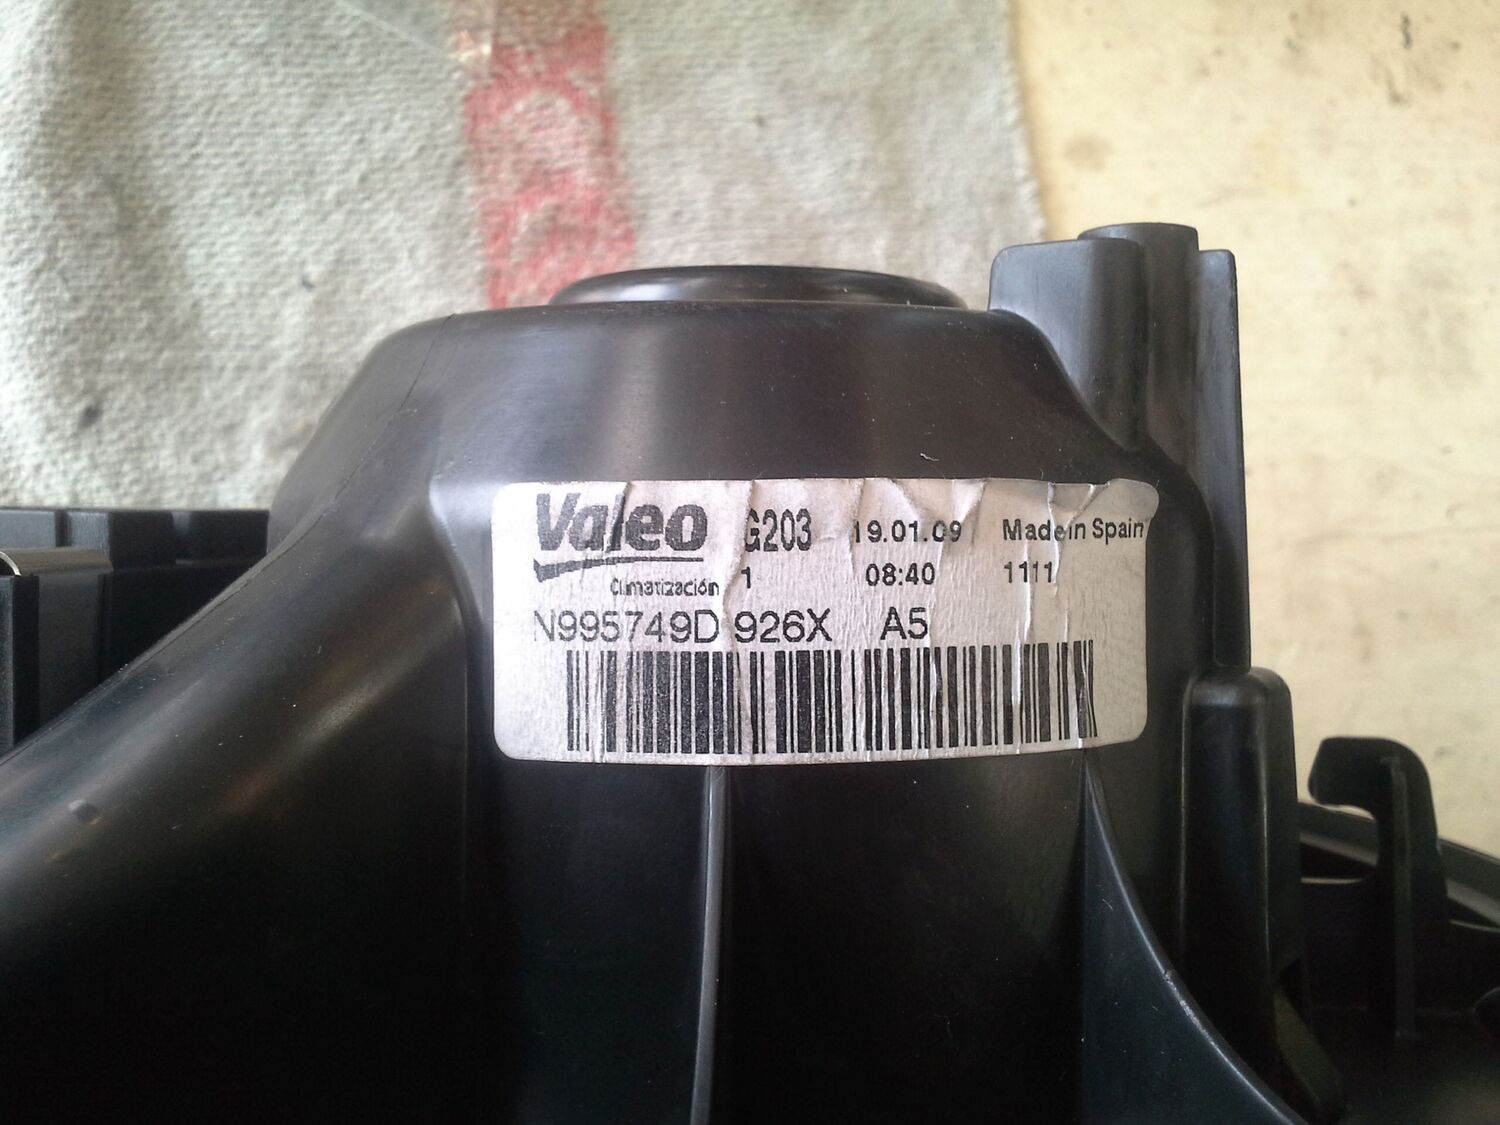 Valeo G203 19.01.09 Made in Spain
Climatización 1 08:40 1111
N995749D 926X A5